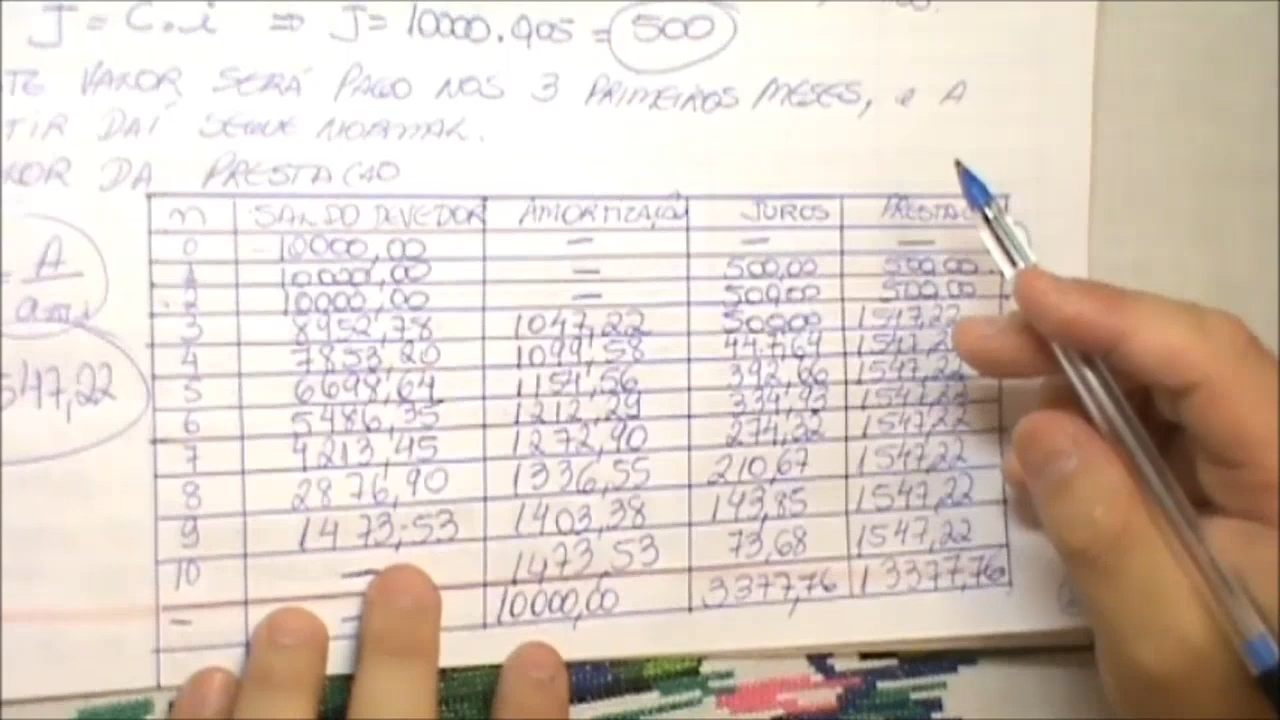 J = C.i ⇒ J = 10000.0,05 = 500
TE VALOR SERÁ PAGO NOS 3 PRIMEIROS MESES, e A
TIR DAÍ SEGUE NORMAL.
DA PRESTAÇÃO
= A
547,22
n SALDO DEVEDOR AMORTIZAÇÃO JUROS
0 10000,00 — — —
1 10000,00 — 500,00 500,00
2 10000,00 — 500,00 500,00
3 8952,78 1047,22 500,00 1547,22
4 7853,20 1099,58 447,64 1547,22
5 6698,64 1154,56 392,66 1547,22
6 5486,35 1212,29 334,93 1547,22
7 4213,45 1272,90 274,32 1547,22
8 2876,90 1336,55 210,67 1547,22
9 1473,53 1403,38 143,85 1547,22
10 — 1473,53 73,68 1547,22
— — 10000,00 3377,76 13377,76